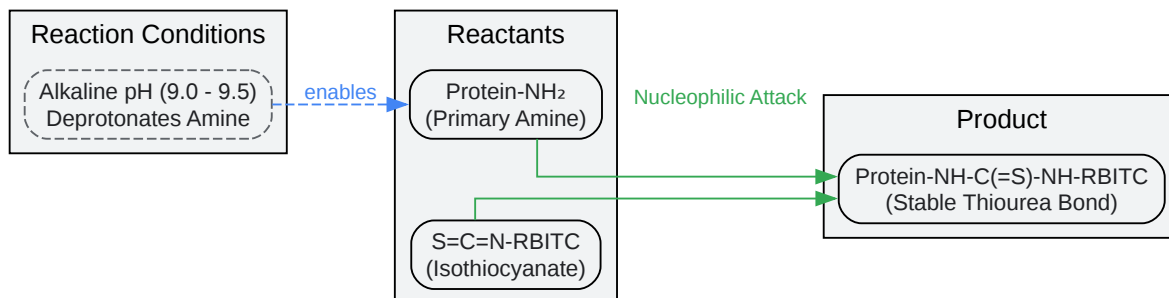 Reaction Conditions
Alkaline pH (9.0 - 9.5)
Deprotonates Amine
enables
Reactants
Protein-NH₂
(Primary Amine)
S=C=N-RBITC
(Isothiocyanate)
Nucleophilic Attack
Product
Protein-NH-C(=S)-NH-RBITC
(Stable Thiourea Bond)